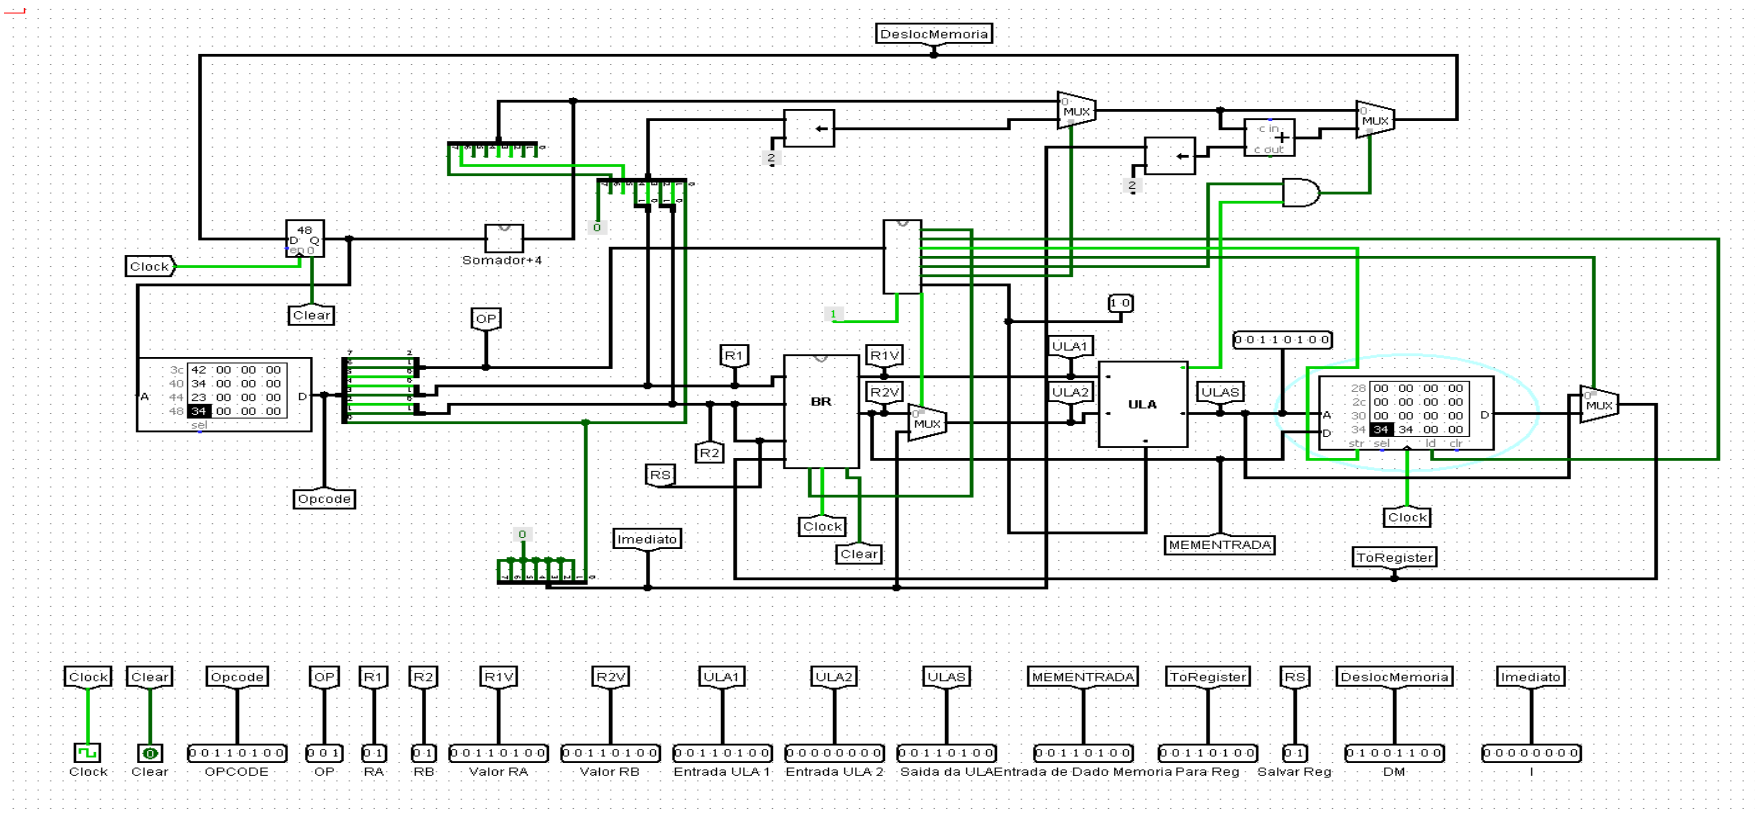 DeslocMemoria
0
MUX
0
MUX
c in
+
c out
2
2
48
D Q
en 0
0
Somador+4
Clock
Clear
1
1 0
OP
R1
R1V
ULA1
0 0 1 1 0 1 0 0
3c 42 00 00 00
40 34 00 00 00
44 23 00 00 00
48 34 00 00 00
A
D
sel
BR
R2V
ULA2
ULA
ULAS
28 00 00 00 00
2c 00 00 00 00
30 00 00 00 00
34 34 34 00 00
A
D
D
str sel ld clr
0
MUX
0
MUX
R2
RS
Opcode
Clock
Clear
Clock
0
Imediato
MEMENTRADA
ToRegister
Clock Clear Opcode OP R1 R2 R1V R2V ULA1 ULA2 ULAS MEMENTRADA ToRegister RS DeslocMemoria Imediato
0 0 0 1 1 0 1 0 0 0 0 1 0 1 0 1 0 0 1 1 0 1 0 0 0 0 1 1 0 1 0 0 0 0 1 1 0 1 0 0 0 0 0 0 0 0 0 0 0 0 1 1 0 1 0 0 0 0 1 1 0 1 0 0 0 0 1 1 0 1 0 0 0 1 0 1 0 0 1 1 0 0 0 0 0 0 0 0 0 0
Clock Clear OPCODE OP RA RB Valor RA Valor RB Entrada ULA 1 Entrada ULA 2 Saida da ULA Entrada de Dado Memoria Para Reg Salvar Reg DM I